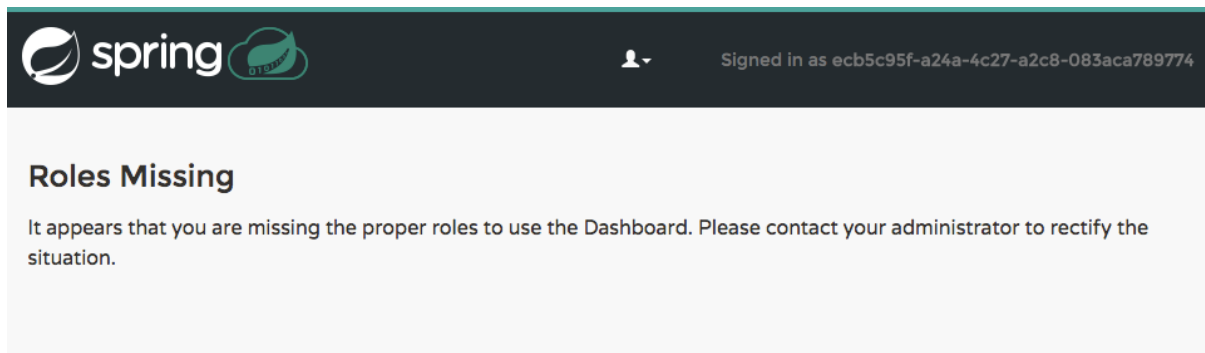 spring
Signed in as ecb5c95f-a24a-4c27-a2c8-083aca789774
Roles Missing
It appears that you are missing the proper roles to use the Dashboard. Please contact your administrator to rectify the
situation.